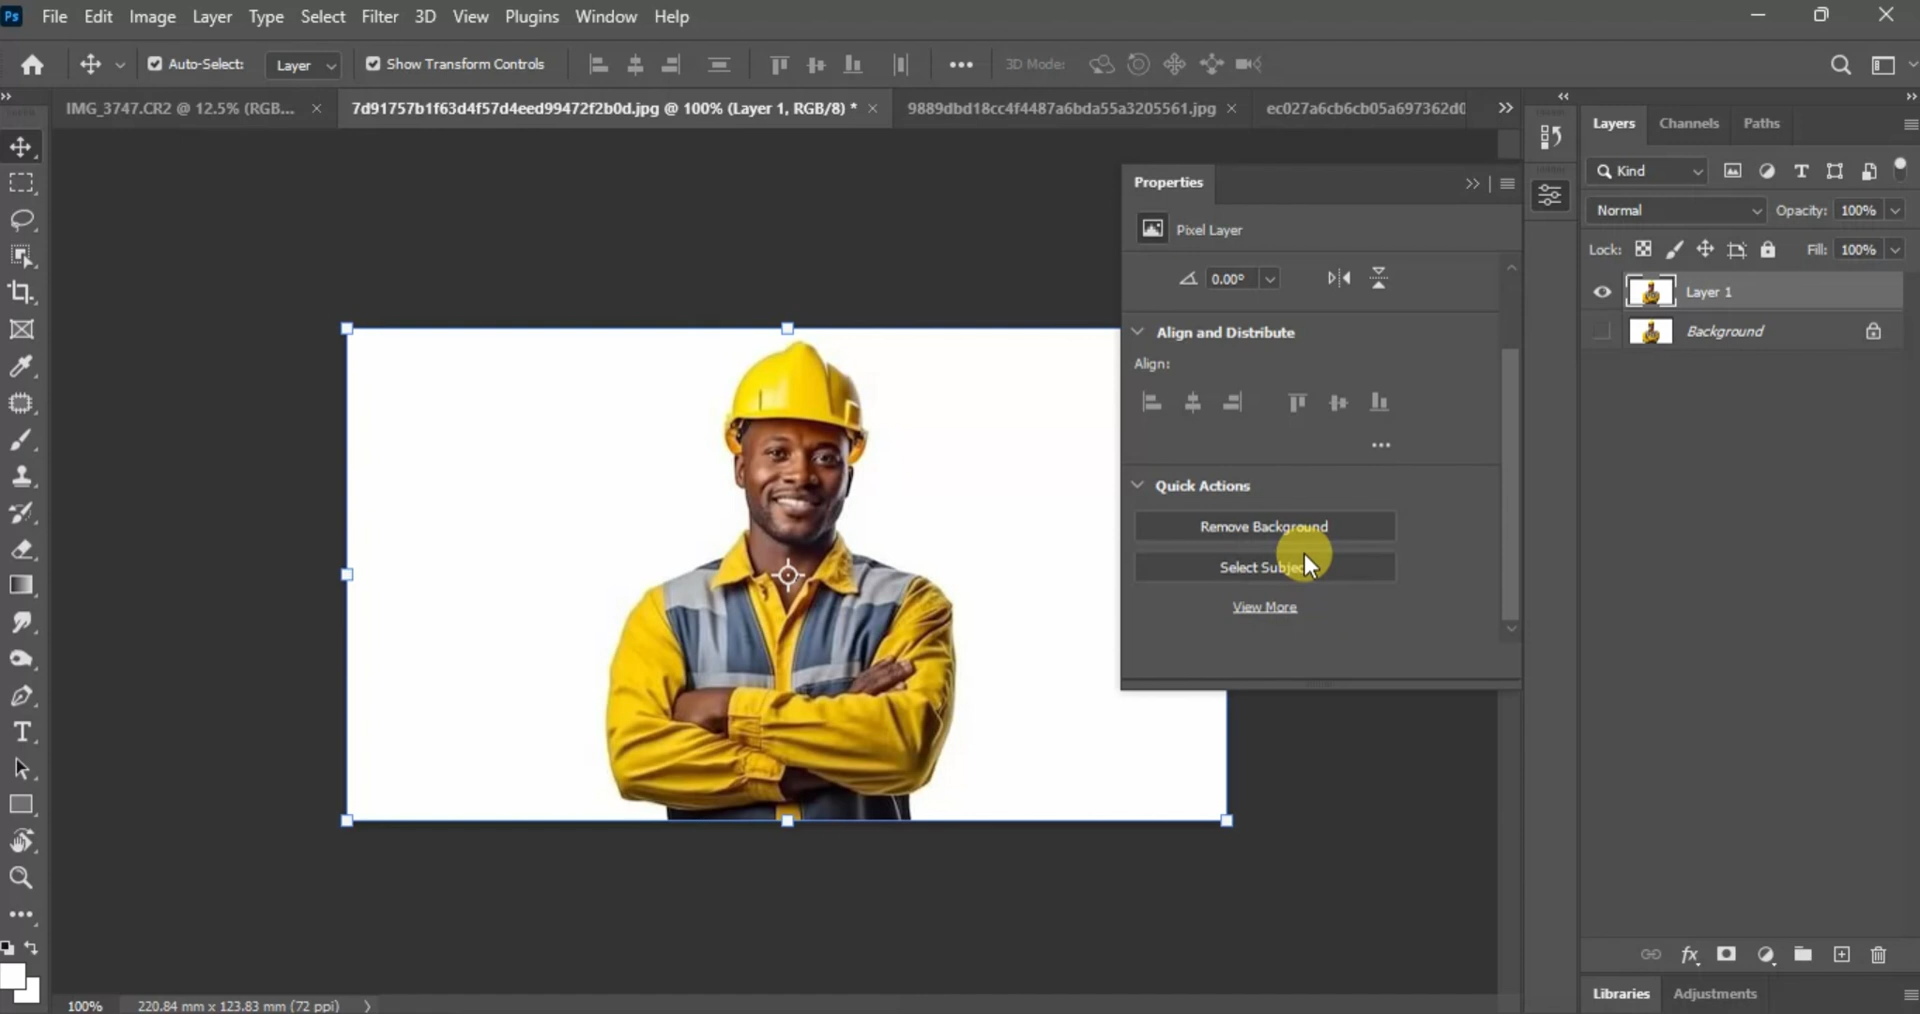 Ps File Edit Image Layer Type Select Filter 3D View Plugins Window Help
Auto-Select: Layer Show Transform Controls 3D Mode:
IMG_3747.CR2 @ 12.5% (RGB... × 7d91757b1f63d4f57d4eed99472f2b0d.jpg @ 100% (Layer 1, RGB/8) * × 9889dbd18cc4f4487a6bda55a3205561.jpg ×
Layers Channels Paths
Kind
Normal Opacity: 100%
Lock: Fill: 100%
Layer 1
Background
Properties
Pixel Layer
0.00°
Align and Distribute
Align:
Quick Actions
Remove Background
Select
View More
100% 220.84 mm x 123.83 mm (72 ppi)
Libraries Adjustments